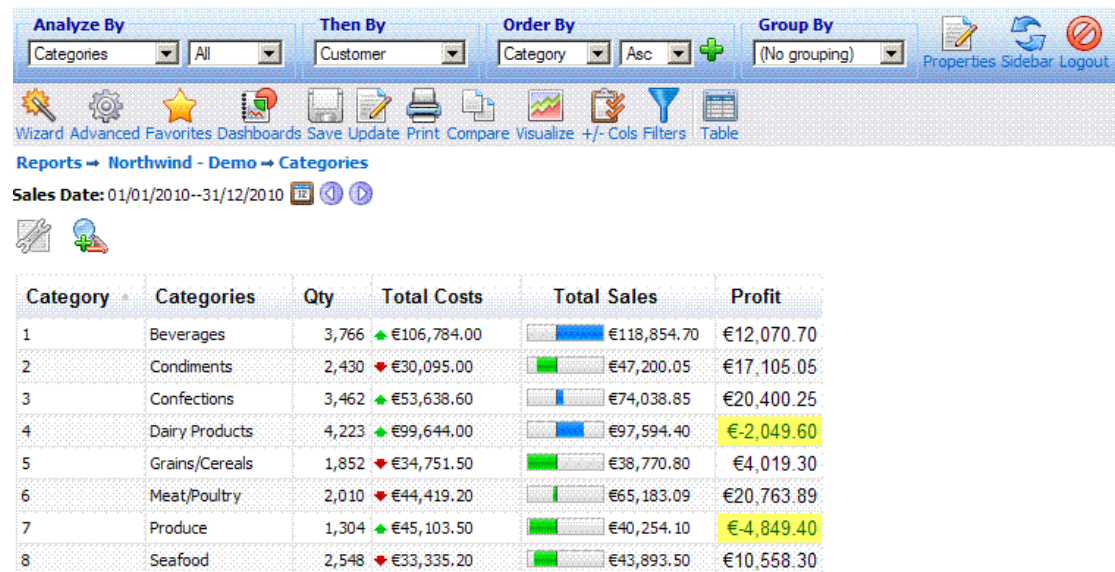 Analyze By Then By Order By Group By
Categories All Customer Category Asc (No grouping)
Properties Sidebar Logout
Wizard Advanced Favorites Dashboards Save Update Print Compare Visualize +/- Cols Filters Table
Reports → Northwind - Demo → Categories
Sales Date: 01/01/2010--31/12/2010 12
Category Categories Qty Total Costs Total Sales Profit
1 Beverages 3,766 €106,784.00 €118,854.70 €12,070.70
2 Condiments 2,430 €30,095.00 €47,200.05 €17,105.05
3 Confections 3,462 €53,638.60 €74,038.85 €20,400.25
4 Dairy Products 4,223 €99,644.00 €97,594.40 €-2,049.60
5 Grains/Cereals 1,852 €34,751.50 €38,770.80 €4,019.30
6 Meat/Poultry 2,010 €44,419.20 €65,183.09 €20,763.89
7 Produce 1,304 €45,103.50 €40,254.10 €-4,849.40
8 Seafood 2,548 €33,335.20 €43,893.50 €10,558.30